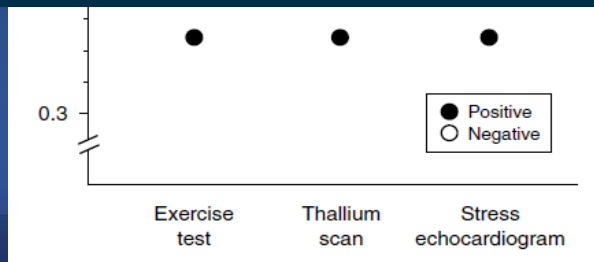 0.3
Positive
Negative
Exercise Thallium Stress
test scan echocardiogram